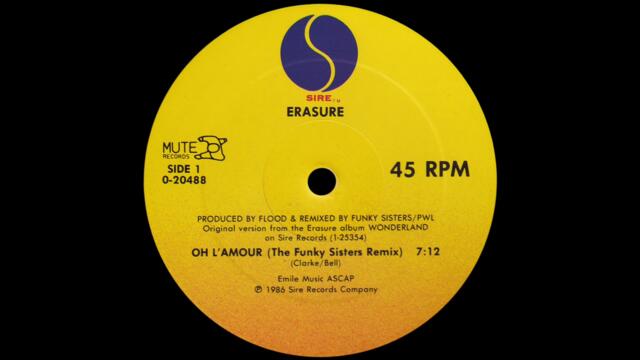 SIRE TM
ERASURE
MUTE
RECORDS
SIDE 1
0-20488
45 RPM
PRODUCED BY FLOOD & REMIXED BY FUNKY SISTERS/PWL
Original version from the Erasure album WONDERLAND
on Sire Records (1-25354)
OH L'AMOUR (The Funky Sisters Remix) 7:12
(Clarke/Bell)
Emile Music ASCAP
℗ 1986 Sire Records Company